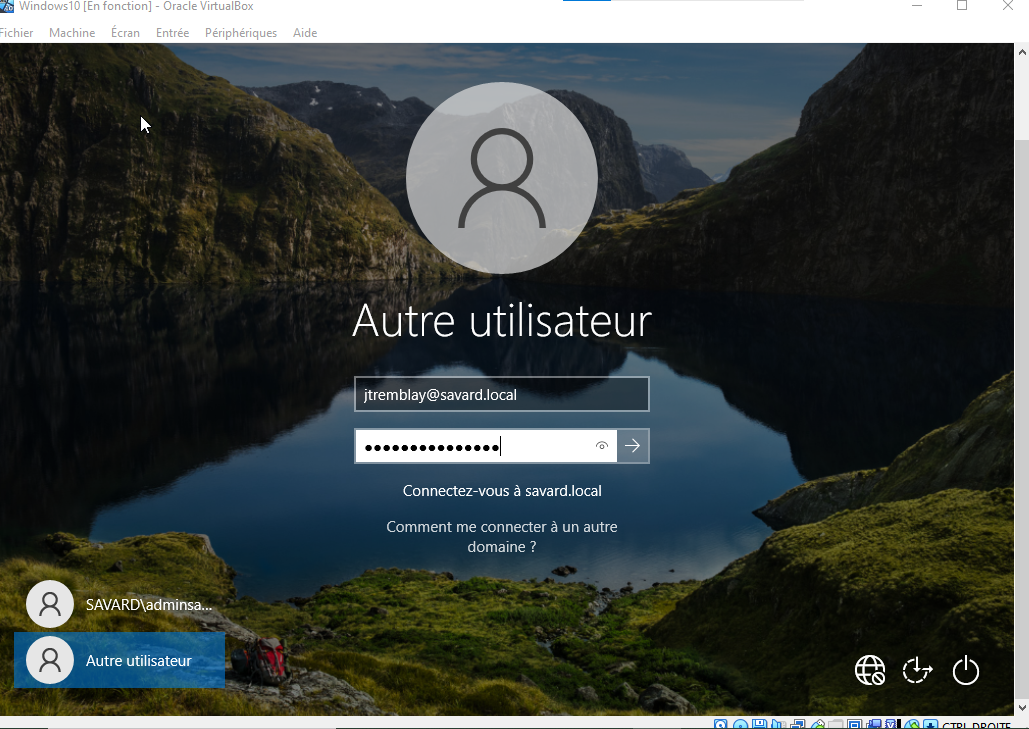 Windows10 [En fonction] - Oracle VirtualBox
Fichier Machine Écran Entrée Périphériques Aide
Autre utilisateur
jtremblay@savard.local
Connectez-vous à savard.local
Comment me connecter à un autre
domaine ?
SAVARD\adminsa...
Autre utilisateur
CTRL DROITE